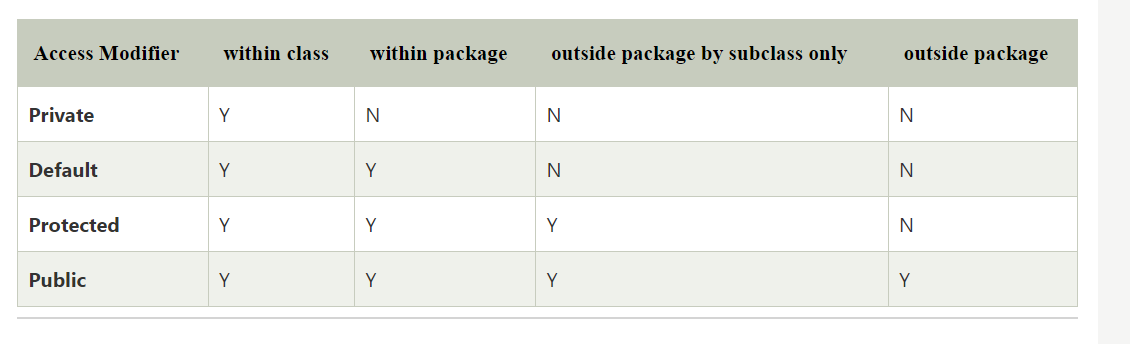 Access Modifier within class within package outside package by subclass only outside package
Private Y N N N
Default Y Y N N
Protected Y Y Y N
Public Y Y Y Y